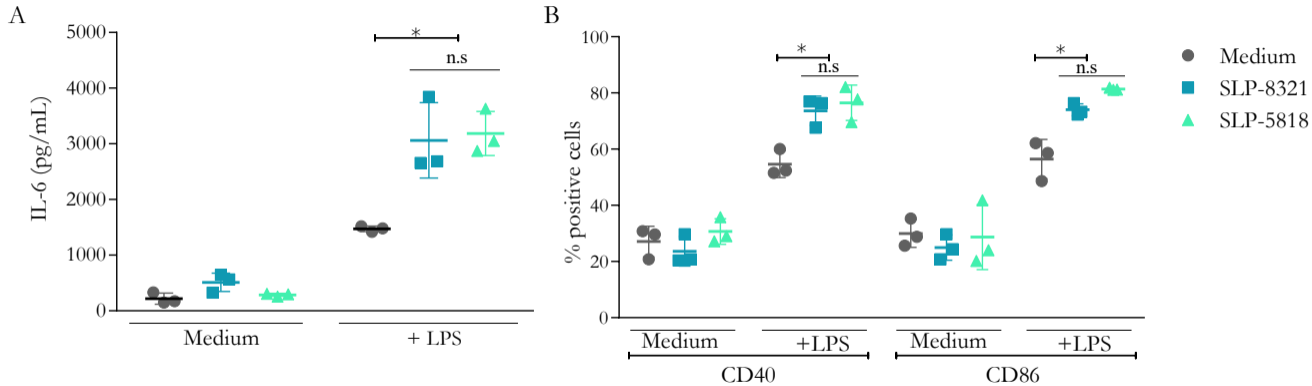 A
IL-6 (pg/mL)
5000
4000
3000
2000
1000
0
*
n.s
Medium
+ LPS
B
% positive cells
100
80
60
40
20
0
*
n.s
*
n.s
Medium
+LPS
Medium
+LPS
CD40
CD86
Medium
SLP-8321
SLP-5818